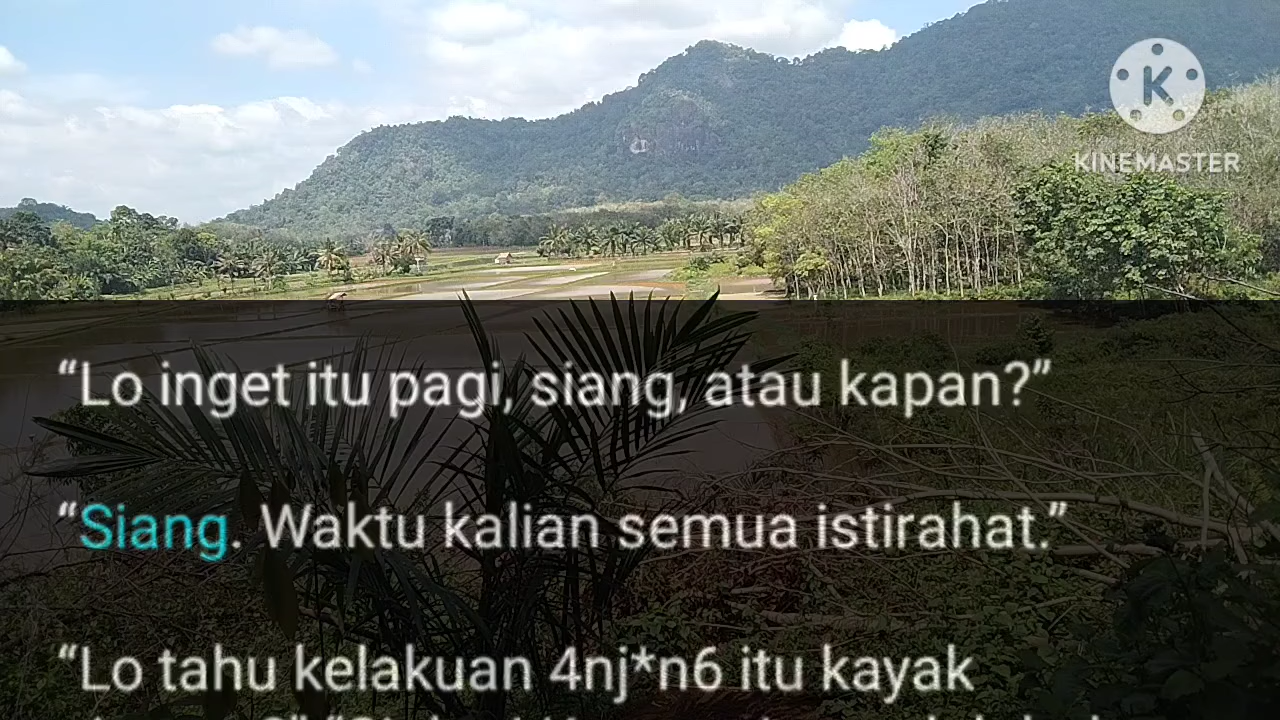 K
KINEMASTER
“Lo inget itu pagi, siang, atau kapan?”
“Siang. Waktu kalian semua istirahat.”
“Lo tahu kelakuan 4nj*n6 itu kayak